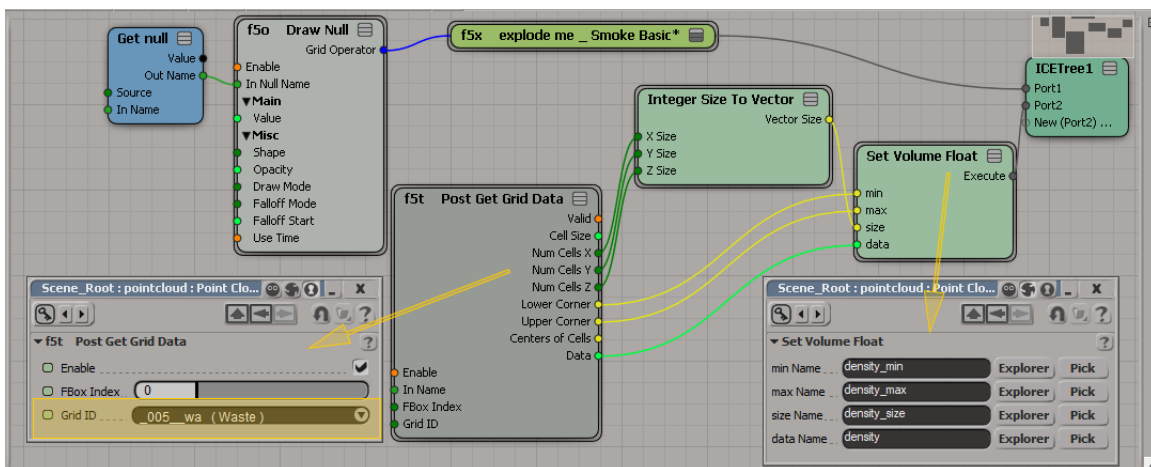 Get null
Value
Out Name
Source
In Name
f5o Draw Null
Grid Operator
Enable
In Null Name
▼Main
Value
▼Misc
Shape
Opacity
Draw Mode
Falloff Mode
Falloff Start
Use Time
f5x explode me _ Smoke Basic*
ICETree1
Port1
Port2
New (Port2) ...
Integer Size To Vector
Vector Size
X Size
Y Size
Z Size
Set Volume Float
Execute
min
max
size
data
f5t Post Get Grid Data
Valid
Cell Size
Num Cells X
Num Cells Y
Num Cells Z
Lower Corner
Upper Corner
Centers of Cells
Data
Enable
In Name
FBox Index
Grid ID
Scene_Root : pointcloud : Point Clo...
X
?
▼ f5t Post Get Grid Data
?
Enable
FBox Index 0
Grid ID _005__wa (Waste)
Scene_Root : pointcloud : Point Clo...
X
?
▼ Set Volume Float
?
min Name density_min Explorer Pick
max Name density_max Explorer Pick
size Name density_size Explorer Pick
data Name density Explorer Pick